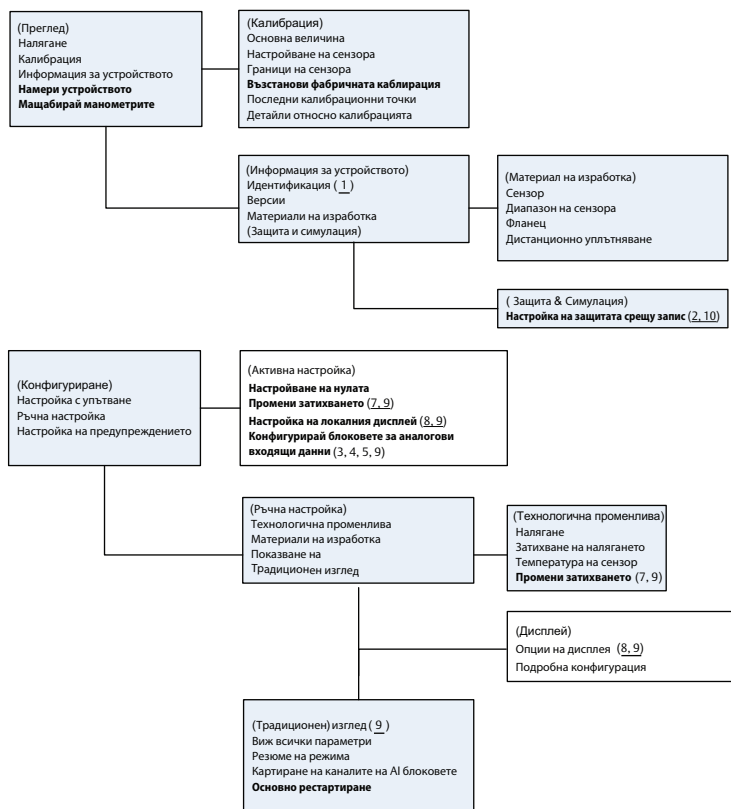 (Преглед)
Налягане
Калибрация
Информация за устройството
Намери устройството
Мащабирай манометрите
(Калибрация)
Основна величина
Настройване на сензора
Граници на сензора
Възстанови фабричната каблирация
Последни калибрационни точки
Детайли относно калибрацията
(Информация за устройството)
Идентификация ( 1 )
Версии
Материали на изработка
(Защита и симулация)
(Материал на изработка)
Сензор
Диапазон на сензора
Фланец
Дистанционно уплътняване
( Защита & Симулация)
Настройка на защитата срещу запис (2, 10)
(Конфигуриране)
Настройка с упътване
Ръчна настройка
Настройка на предупреждението
(Активна настройка)
Настройване на нулата
Промени затихването (7, 9)
Настройка на локалния дисплей (8, 9)
Конфигурирай блоковете за аналогови
входящи данни (3, 4, 5, 9)
(Ръчна настройка)
Технологична променлива
Материали на изработка
Показване на
Традиционен изглед
(Технологична променлива)
Налягане
Затихване на налягането
Температура на сензор
Промени затихването (7, 9)
(Дисплей)
Опции на дисплея (8, 9)
Подробна конфигурация
(Традиционен) изглед ( 9 )
Виж всички параметри
Резюме на режима
Картиране на каналите на AI блоковете
Основно рестартиране